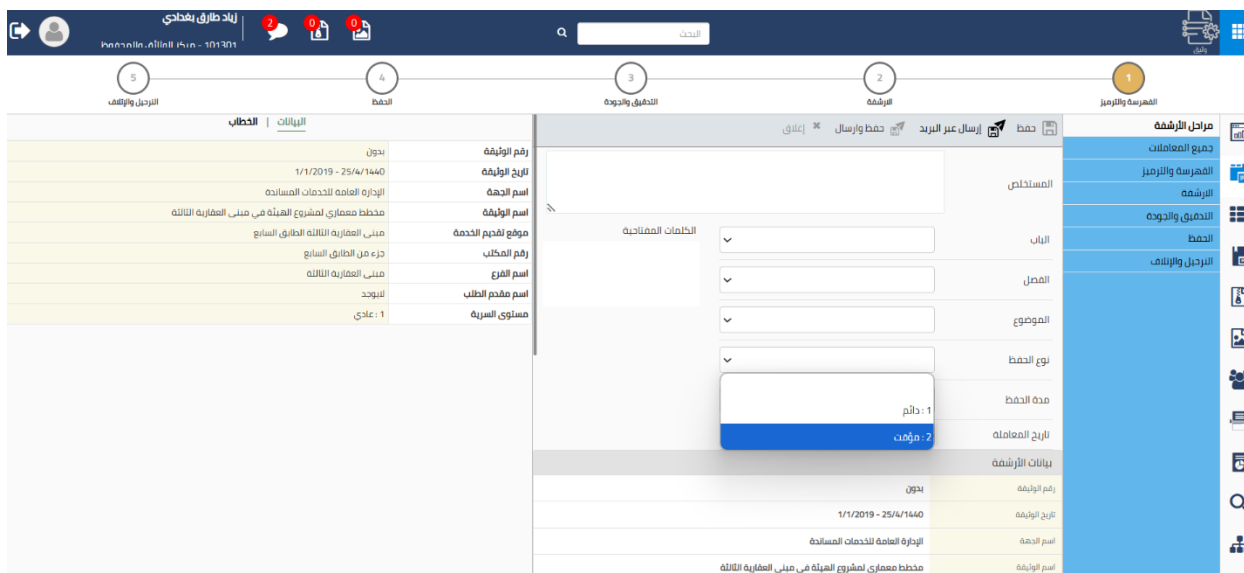 زياد طارق بغدادي
101301 - مركز الوثائق والمحفوظ
2
0
0
البحث
وثيق
1
الفهرسة والترميز
2
الارشفة
3
التدقيق والجودة
4
الحفظ
5
الترحيل والإتلاف
مراحل الأرشفة
جميع المعاملات
الفهرسة والترميز
الارشفة
التدقيق والجودة
الحفظ
الترحيل والإتلاف
حفظ إرسال عبر البريد حفظ وارسال إغلاق
المستخلص
الباب
الكلمات المفتاحية
الفصل
الموضوع
نوع الحفظ
1 : دائم
2 : مؤقت
مدة الحفظ
تاريخ المعاملة
بيانات الأرشفة
رقم الوثيقة بدون
تاريخ الوثيقة 25/4/1440 - 1/1/2019
اسم الجهة الإدارة العامة للخدمات المساندة
اسم الوثيقة مخطط معماري لمشروع الهيئة في مبنى العقارية الثالثة
البيانات | الخطاب
رقم الوثيقة بدون
تاريخ الوثيقة 25/4/1440 - 1/1/2019
اسم الجهة الإدارة العامة للخدمات المساندة
اسم الوثيقة مخطط معماري لمشروع الهيئة في مبنى العقارية الثالثة
موقع تقديم الخدمة مبنى العقارية الثالثة الطابق السابع
رقم المكتب جزء من الطابق السابع
اسم الفرع مبنى العقارية الثالثة
اسم مقدم الطلب لايوجد
مستوى السرية 1 : عادي